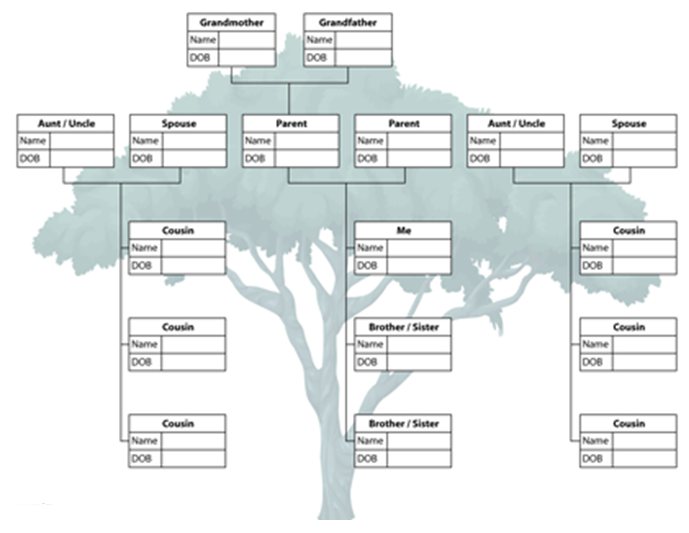 Grandmother Grandfather
Name Name
DOB DOB
Aunt / Uncle Spouse Parent Parent Aunt / Uncle Spouse
Name Name Name Name Name Name
DOB DOB DOB DOB DOB DOB
Cousin Me Cousin
Name Name Name
DOB DOB DOB
Cousin Brother / Sister Cousin
Name Name Name
DOB DOB DOB
Cousin Brother / Sister Cousin
Name Name Name
DOB DOB DOB